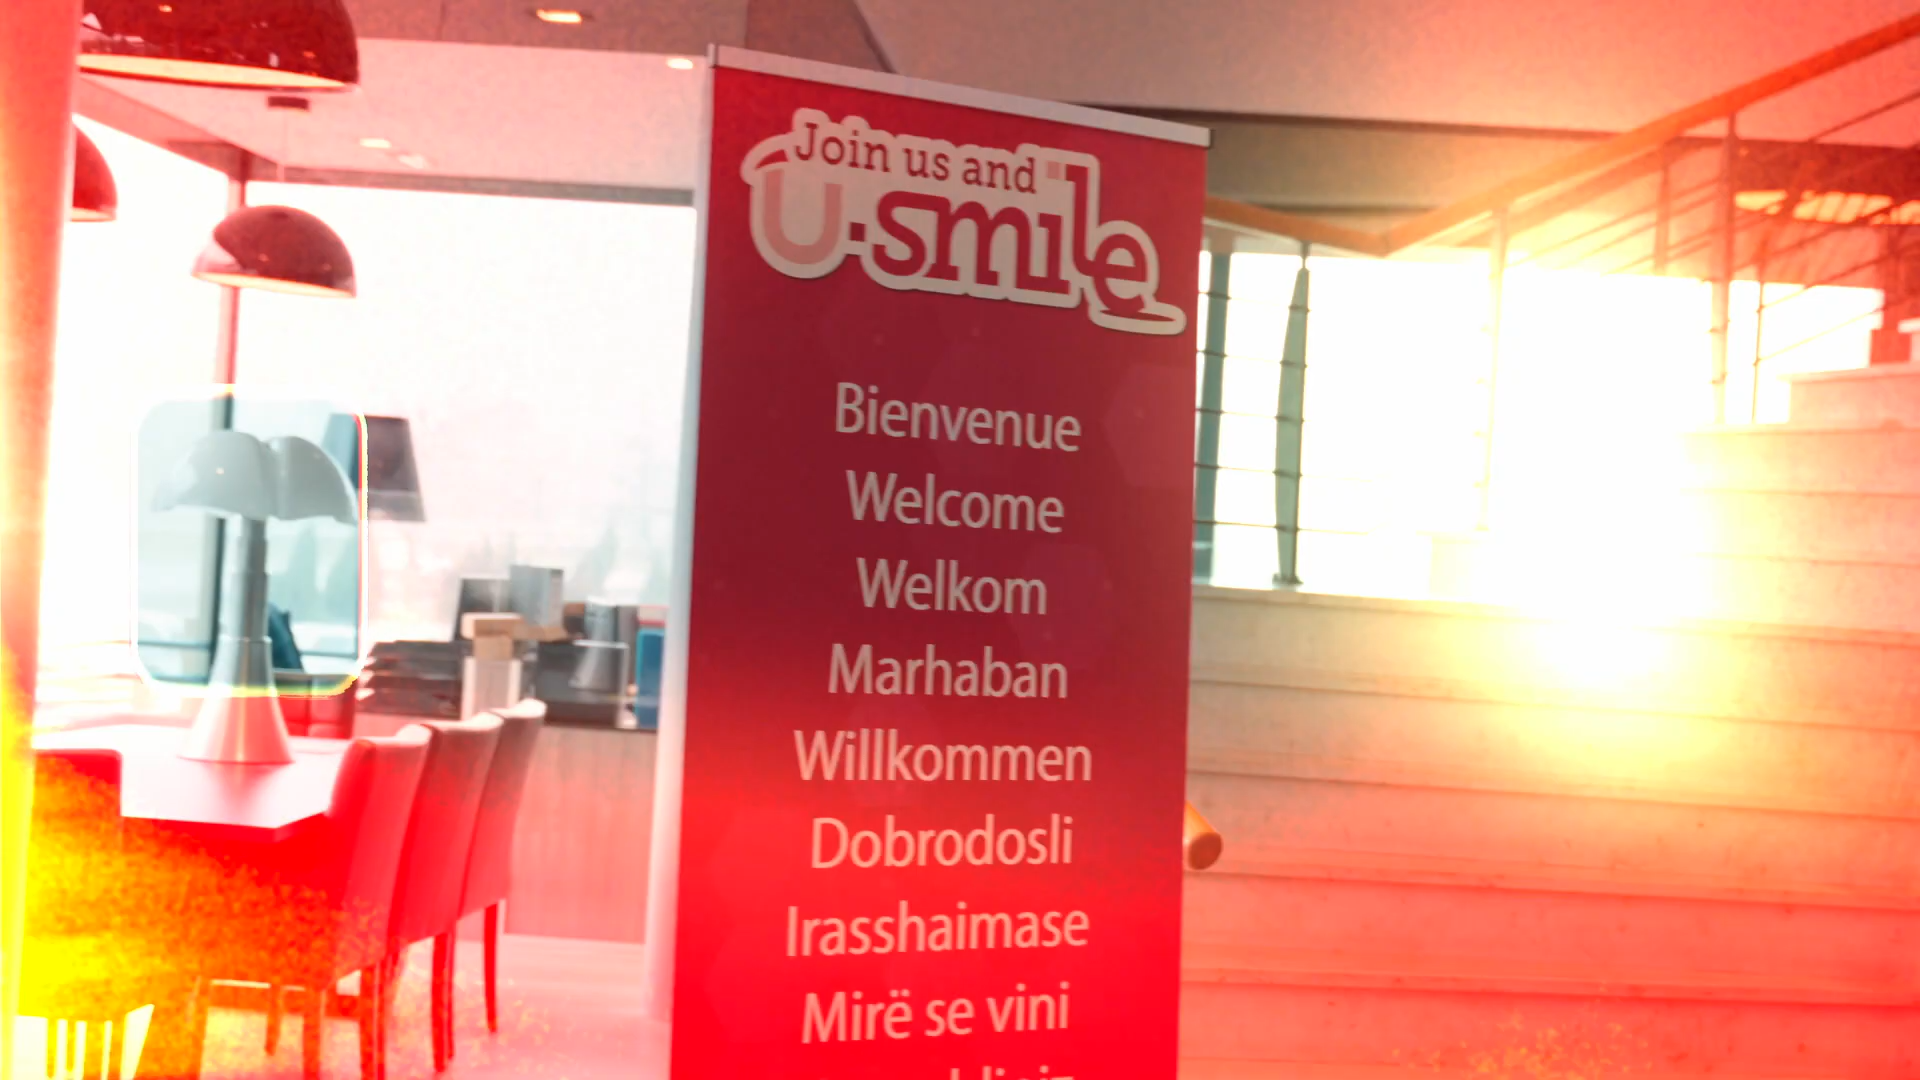 Join us and
U.smile
Bienvenue
Welcome
Welkom
Marhaban
Willkommen
Dobrodosli
Irasshaimase
Mirë se vini